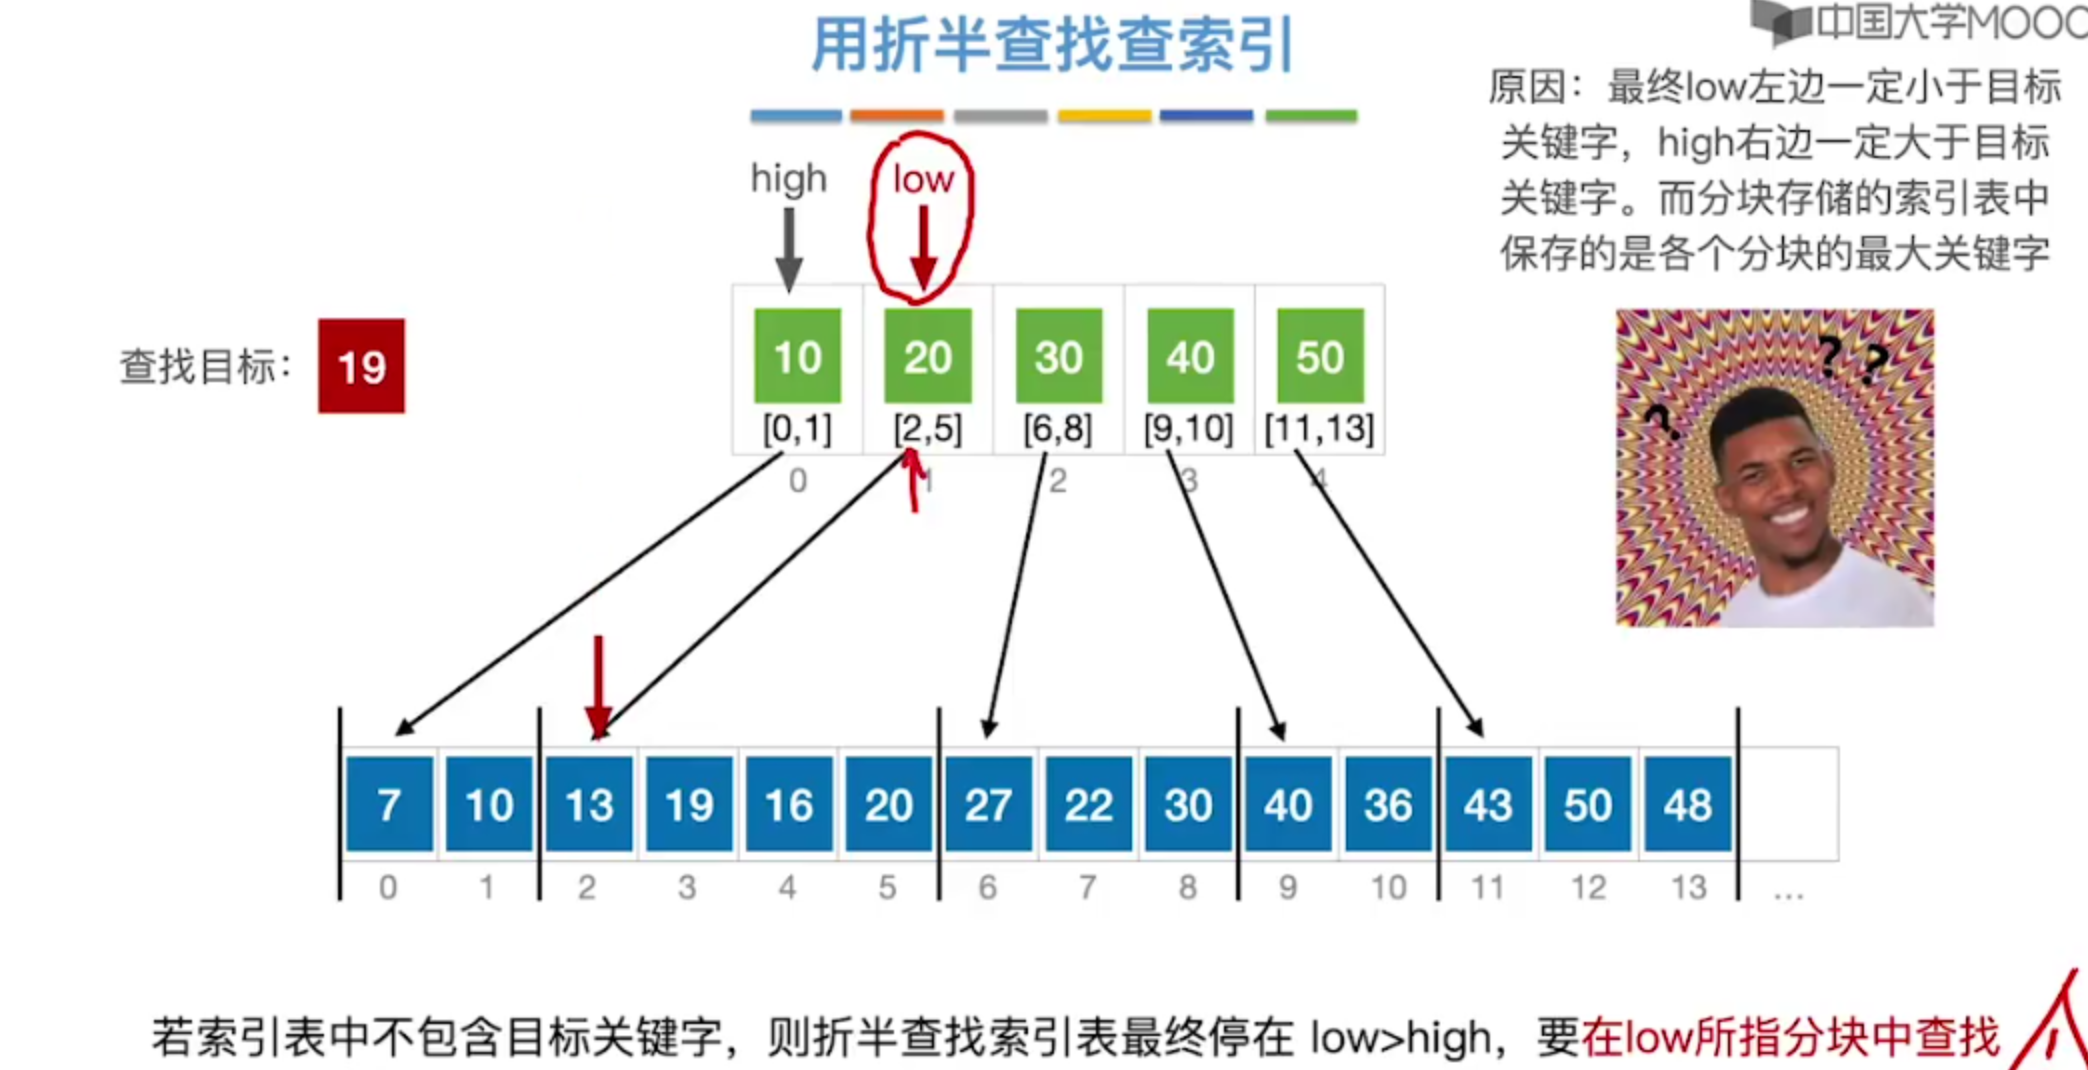 用折半查找查索引
中国大学MOOC
原因：最终low左边一定小于目标
关键字，high右边一定大于目标
关键字。而分块存储的索引表中
保存的是各个分块的最大关键字
high low
查找目标： 19
10 20 30 40 50
[0,1] [2,5] [6,8] [9,10] [11,13]
0 1 2 3 4
? ? ?
7 10 13 19 16 20 27 22 30 40 36 43 50 48
0 1 2 3 4 5 6 7 8 9 10 11 12 13 ...
若索引表中不包含目标关键字，则折半查找索引表最终停在 low>high，要在low所指分块中查找